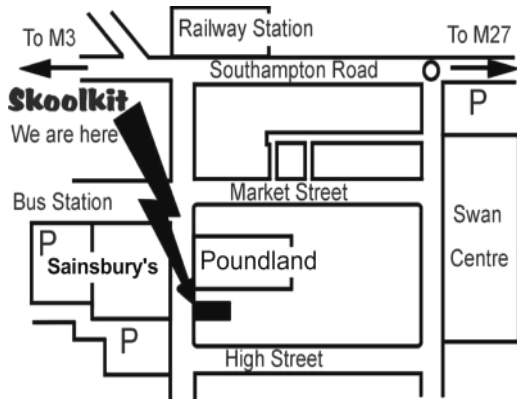 Railway Station
To M3
To M27
Southampton Road
Skoolkit
P
We are here
Market Street
Bus Station
Swan
Centre
P
Sainsbury's
Poundland
P
High Street